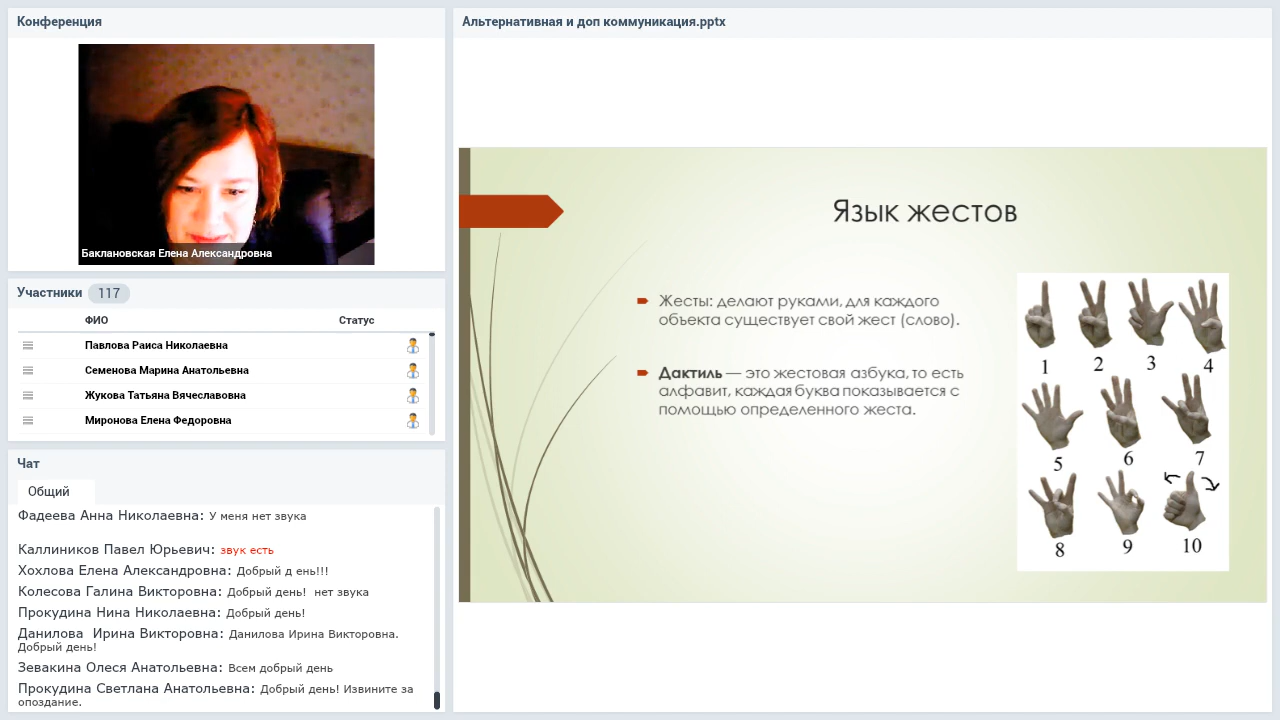 Конференция
Баклановская Елена Александровна
Участники 117
ФИО Статус
Павлова Раиса Николаевна
Семенова Марина Анатольевна
Жукова Татьяна Вячеславовна
Миронова Елена Федоровна
Чат
Общий
Фадеева Анна Николаевна: У меня нет звука
Каллиников Павел Юрьевич: звук есть
Хохлова Елена Александровна: Добрый д ень!!!
Колесова Галина Викторовна: Добрый день!  нет звука
Прокудина Нина Николаевна: Добрый день!
Данилова  Ирина Викторовна: Данилова Ирина Викторовна.
Добрый день!
Зевакина Олеся Анатольевна: Всем добрый день
Прокудина Светлана Анатольевна: Добрый день! Извините за
опоздание.
Альтернативная и доп коммуникация.pptx
Язык жестов
Жесты: делают руками, для каждого
объекта существует свой жест (слово).
Дактиль — это жестовая азбука, то есть
алфавит, каждая буква показывается с
помощью определенного жеста.
1 2 3 4
5 6 7
8 9 10